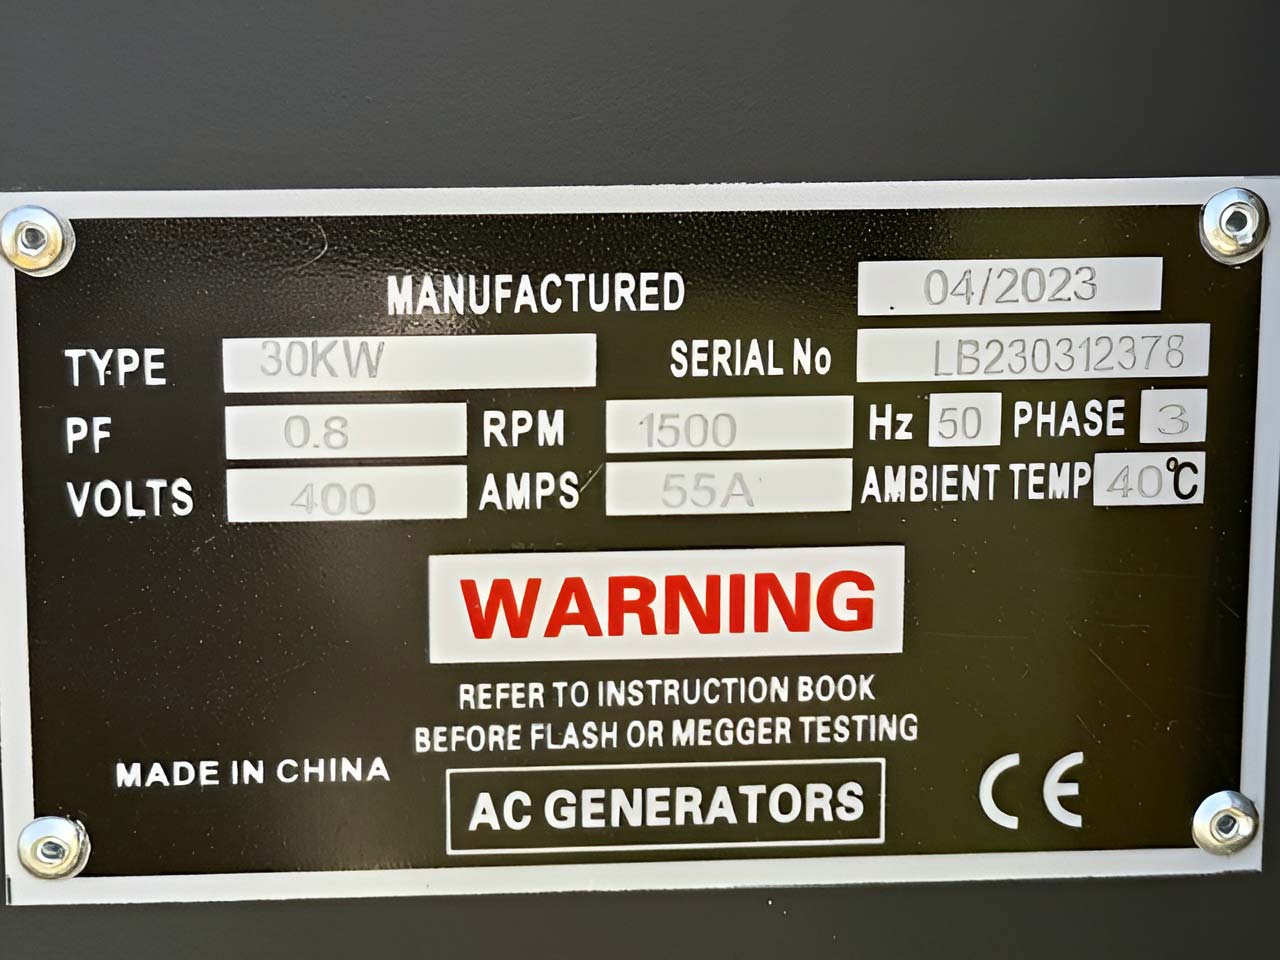 MANUFACTURED 04/2023
TYPE 30KW SERIAL No LB230312378
PF 0.8 RPM 1500 Hz 50 PHASE 3
VOLTS 400 AMPS 55A AMBIENT TEMP 40°C
WARNING
REFER TO INSTRUCTION BOOK
BEFORE FLASH OR MEGGER TESTING
MADE IN CHINA
AC GENERATORS
CE